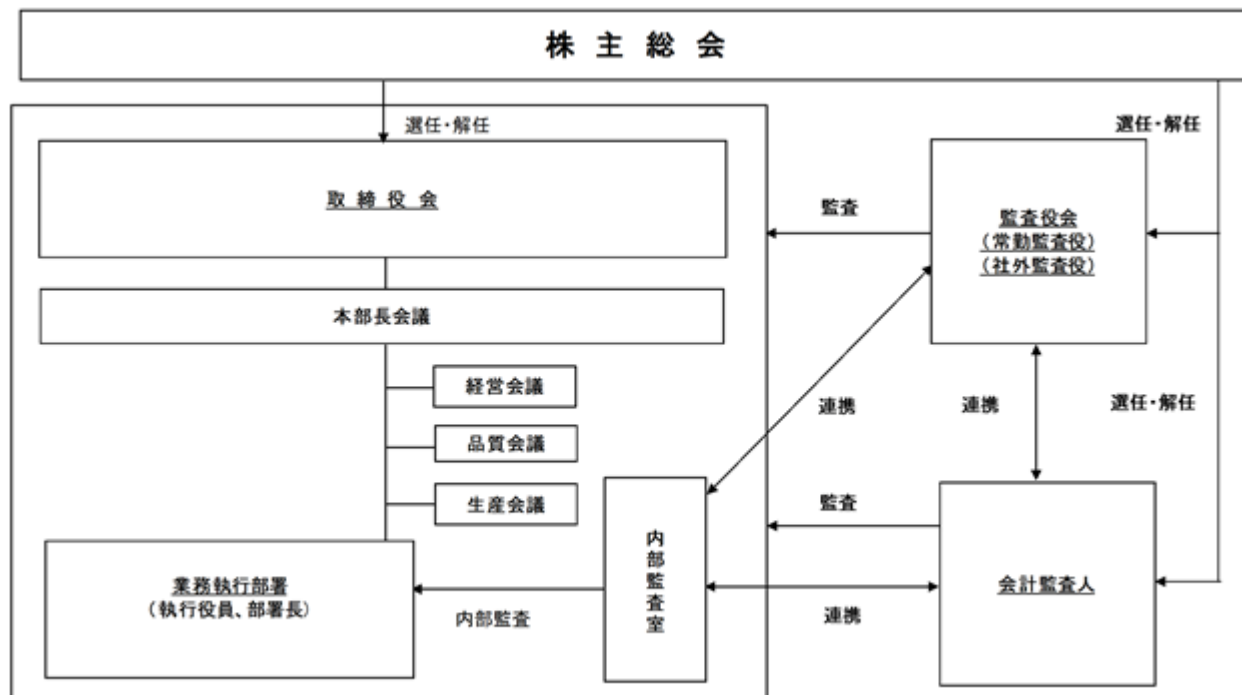 株主総会
選任・解任
選任・解任
取締役会
監査
監査役会
(常勤監査役)
(社外監査役)
本部長会議
経営会議
連携
連携
選任・解任
品質会議
生産会議
監査
内部監査室
業務執行部署
(執行役員、部署長)
内部監査
連携
会計監査人